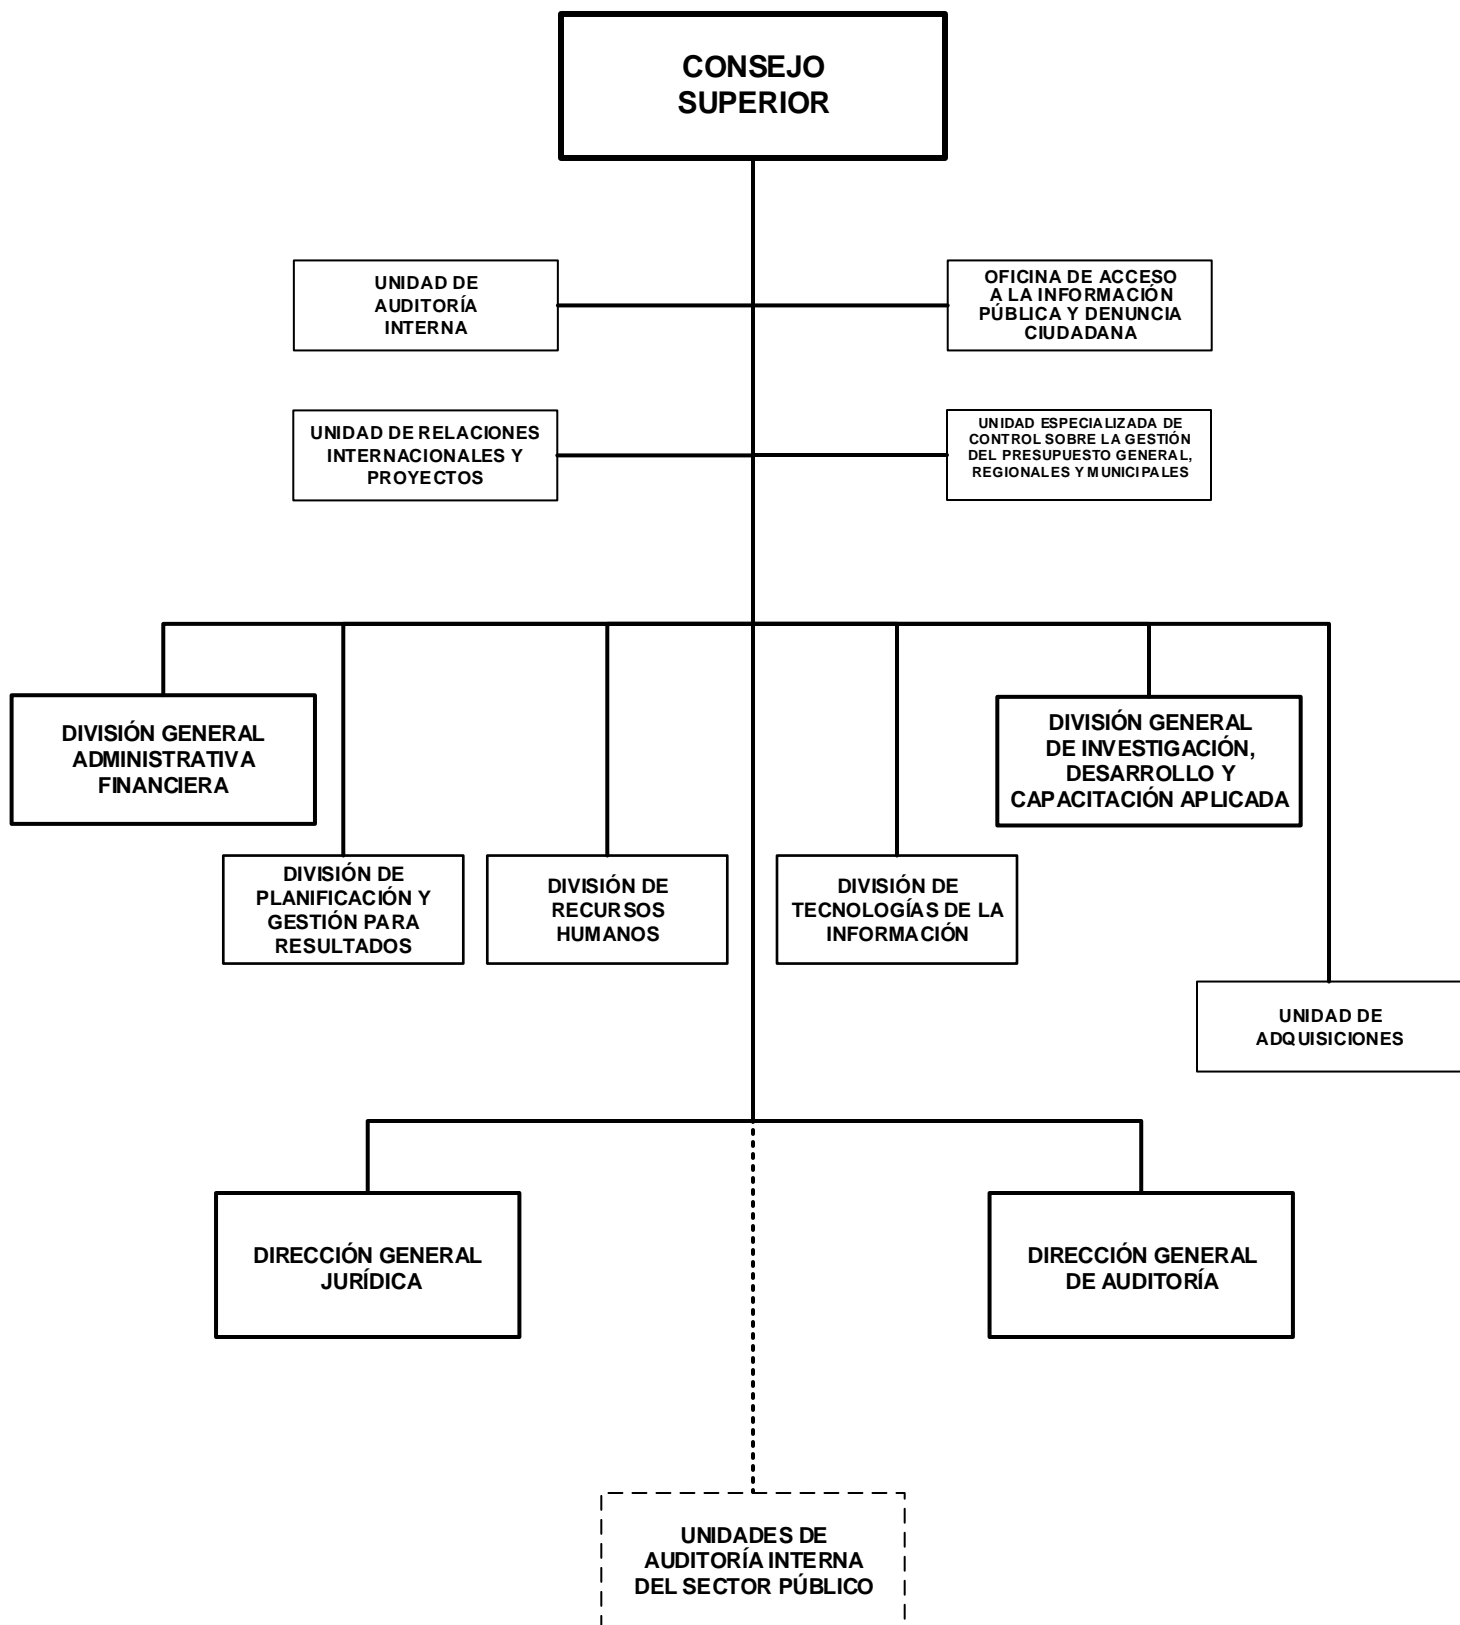 CONSEJO
SUPERIOR
UNIDAD DE
AUDITORÍA
INTERNA
OFICINA DE ACCESO
A LA INFORMACIÓN
PÚBLICA Y DENUNCIA
CIUDADANA
UNIDAD DE RELACIONES
INTERNACIONALES Y
PROYECTOS
UNIDAD ESPECIALIZADA DE
CONTROL SOBRE LA GESTIÓN
DEL PRESUPUESTO GENERAL,
REGIONALES Y MUNICIPALES
DIVISIÓN GENERAL
ADMINISTRATIVA
FINANCIERA
DIVISIÓN GENERAL
DE INVESTIGACIÓN,
DESARROLLO Y
CAPACITACIÓN APLICADA
DIVISIÓN DE
PLANIFICACIÓN Y
GESTIÓN PARA
RESULTADOS
DIVISIÓN DE
RECURSOS
HUMANOS
DIVISIÓN DE
TECNOLOGÍAS DE LA
INFORMACIÓN
UNIDAD DE
ADQUISICIONES
DIRECCIÓN GENERAL
JURÍDICA
DIRECCIÓN GENERAL
DE AUDITORÍA
UNIDADES DE
AUDITORÍA INTERNA
DEL SECTOR PÚBLICO